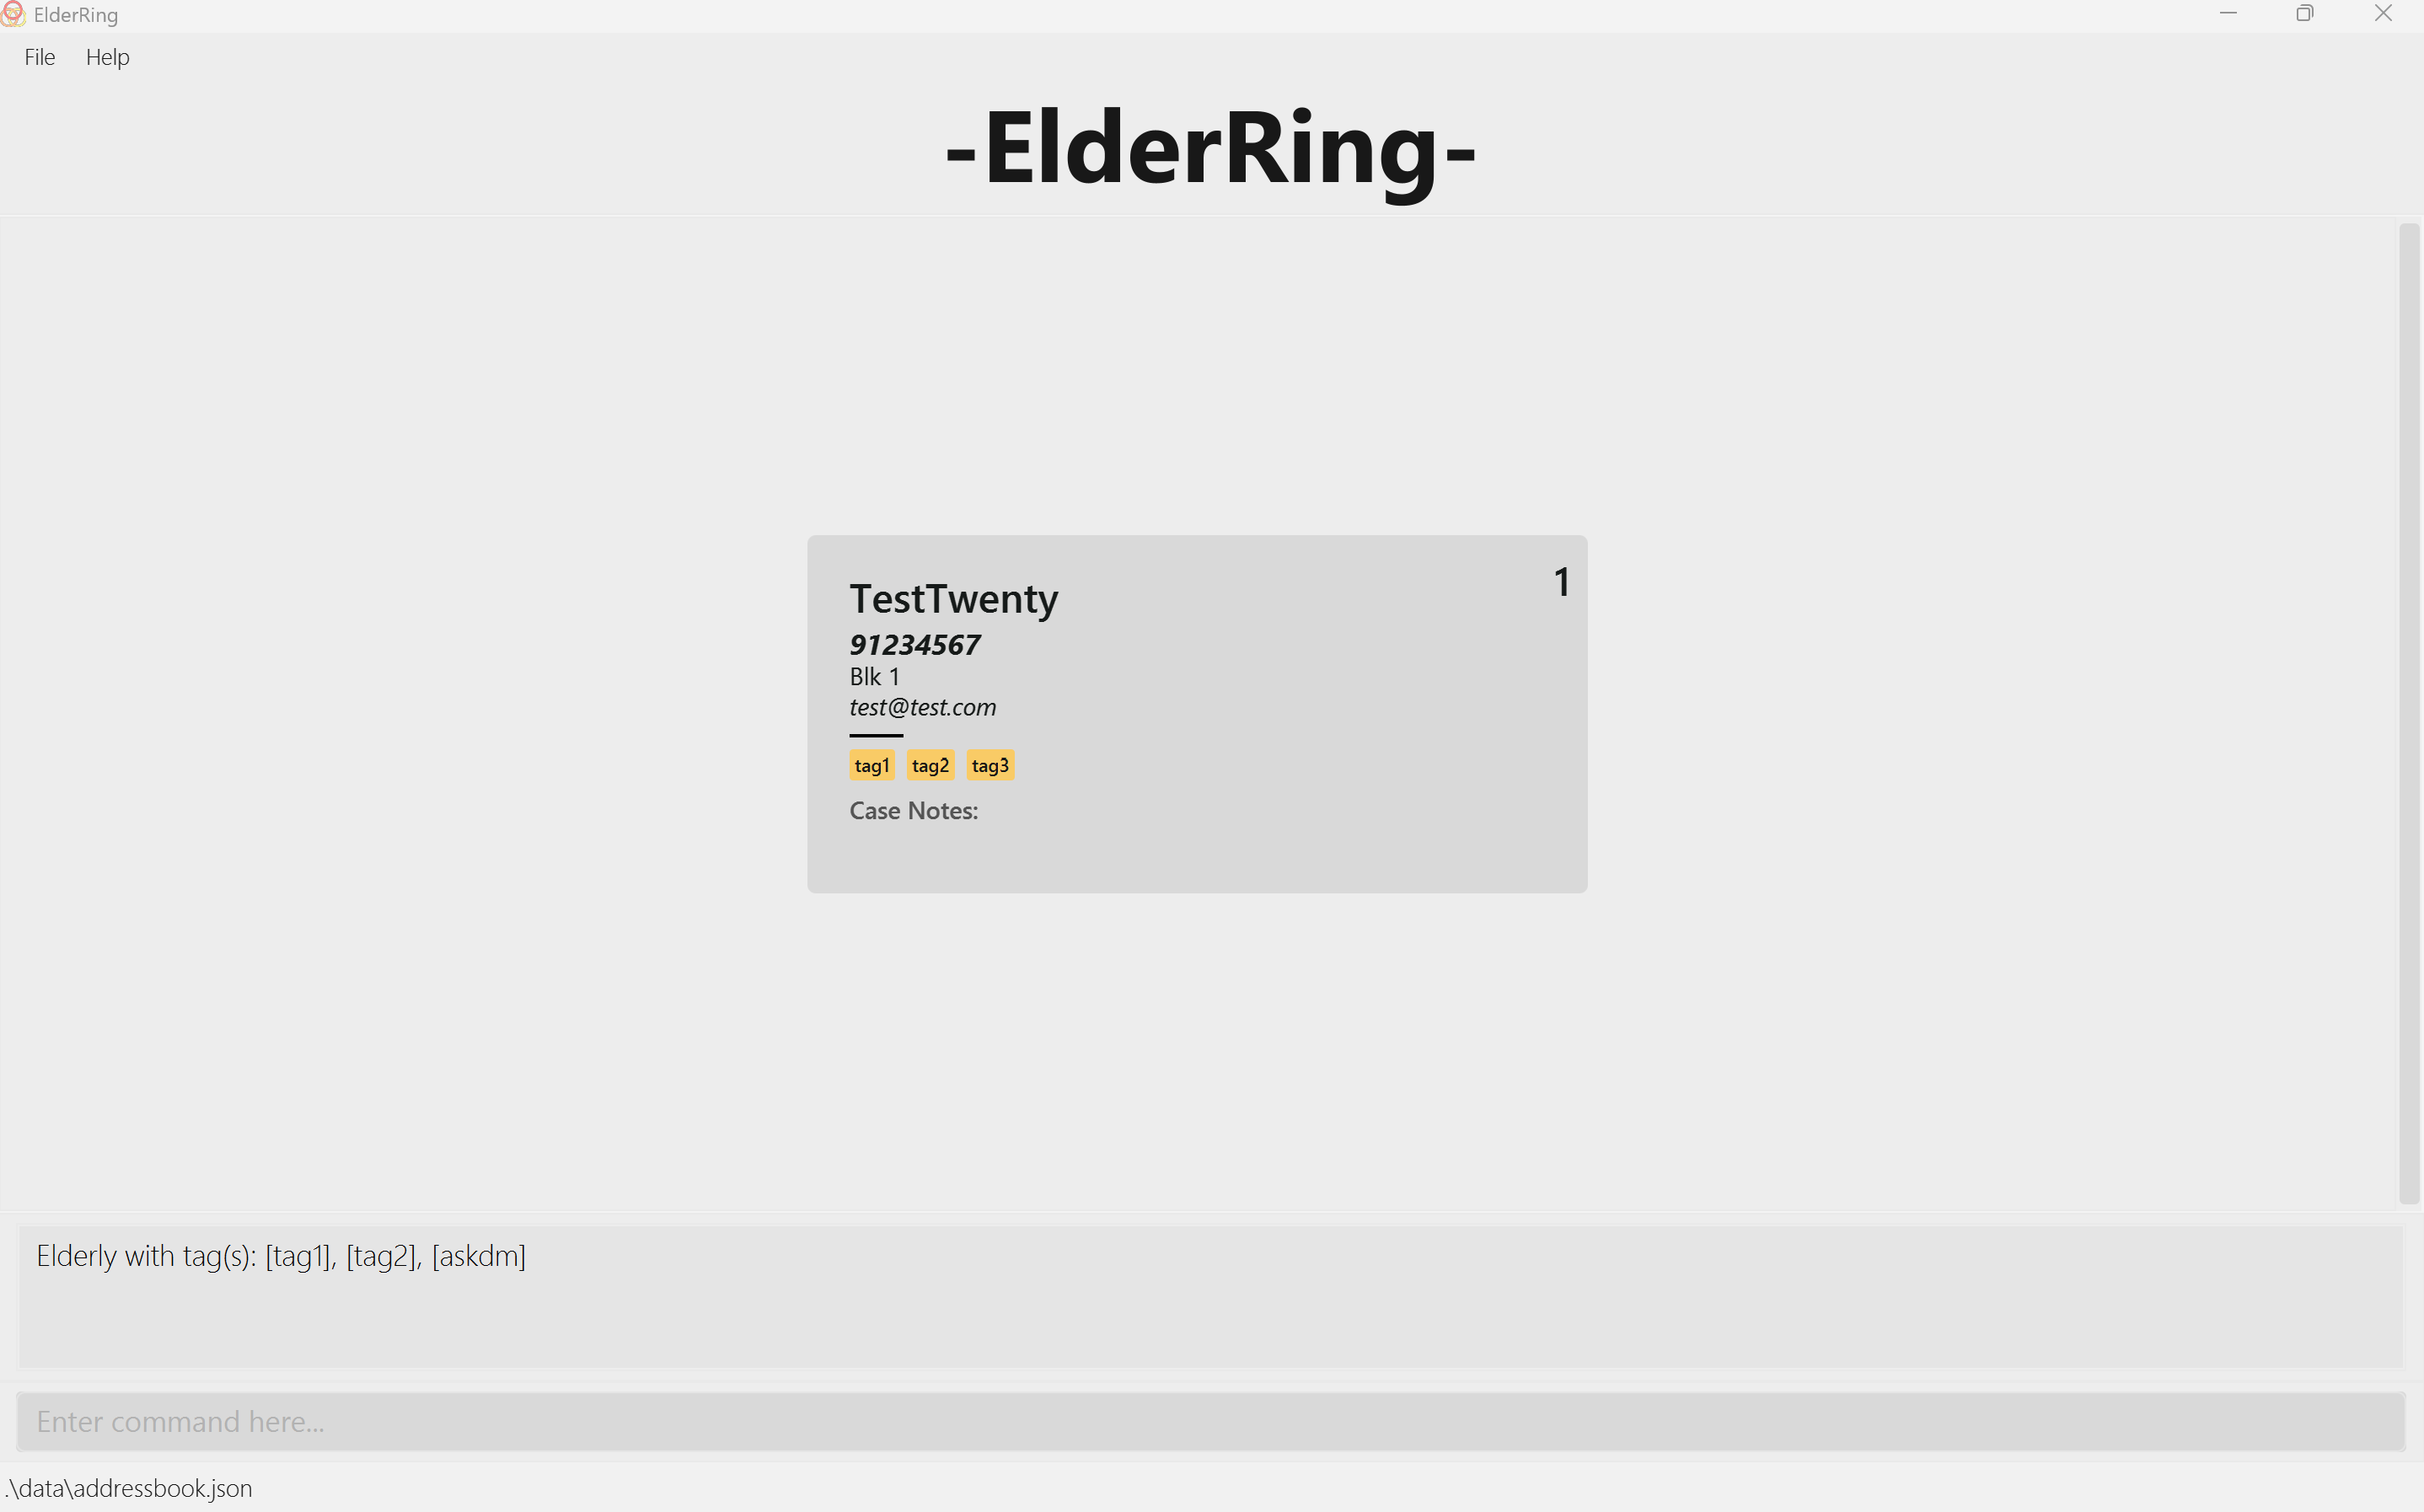 ElderRing
File Help
-ElderRing-
TestTwenty
1
91234567
Blk 1
test@test.com
tag1 tag2 tag3
Case Notes:
Elderly with tag(s): [tag1], [tag2], [askdm]
Enter command here...
.\data\addressbook.json